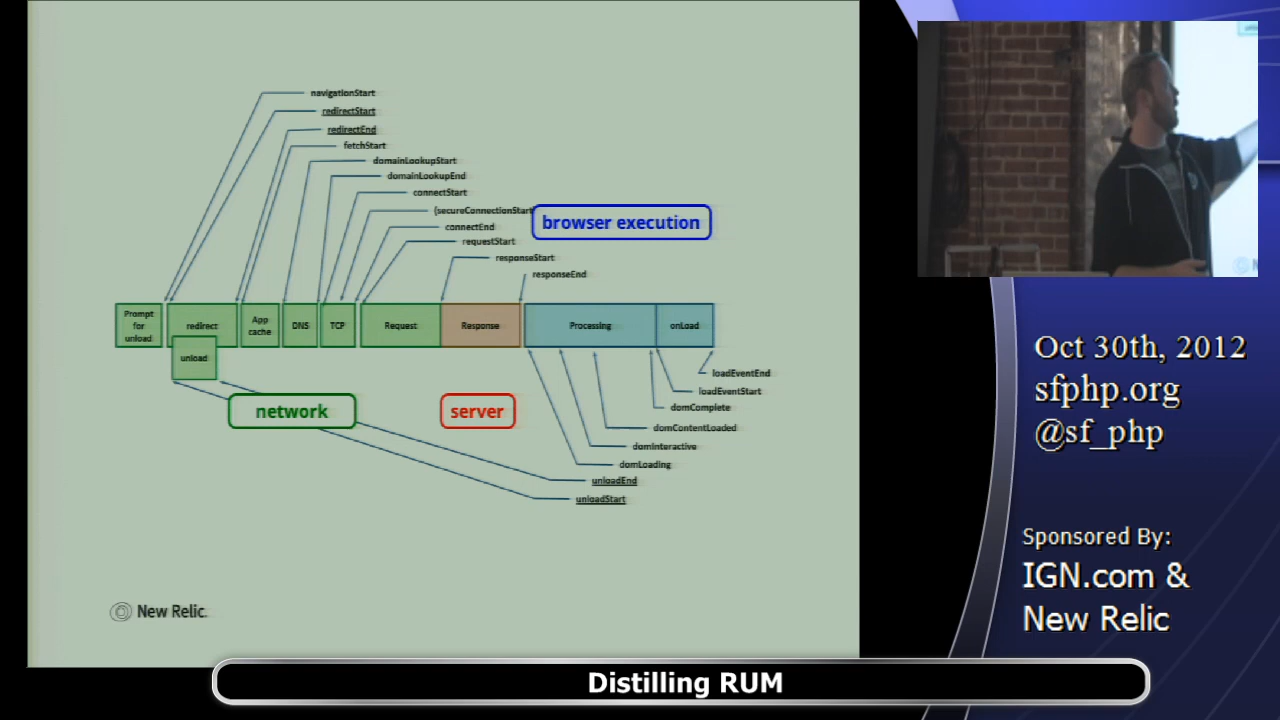 navigationStart
redirectStart
redirectEnd
fetchStart
domainLookupStart
domainLookupEnd
connectStart
(secureConnectionStart
connectEnd
requestStart
responseStart
responseEnd
browser execution
Prompt for unload
redirect
App cache
DNS
TCP
Request
Response
Processing
onLoad
unload
network
server
loadEventEnd
loadEventStart
domComplete
domContentLoaded
domInteractive
domLoading
unloadEnd
unloadStart
New Relic.
Oct 30th, 2012
sfphp.org
@sf_php
Sponsored By:
IGN.com &
New Relic
Distilling RUM